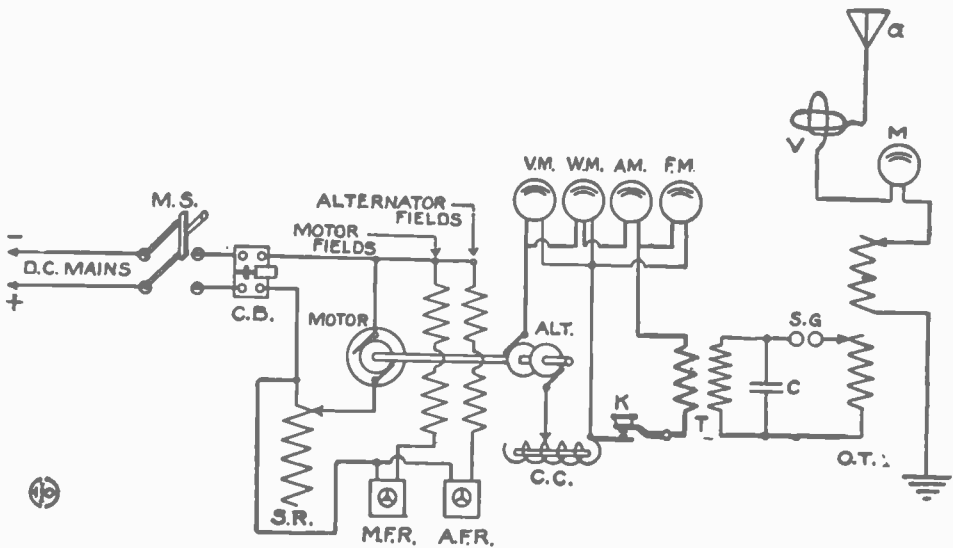 a
V
M
V.M. W.M. A.M. F.M.
M.S.
ALTERNATOR
FIELDS
MOTOR
FIELDS
−
D.C. MAINS
+
C.B.
MOTOR
ALT.
S.G
C
K
T
O.T.
C.C.
S.R.
M.F.R. A.F.R.